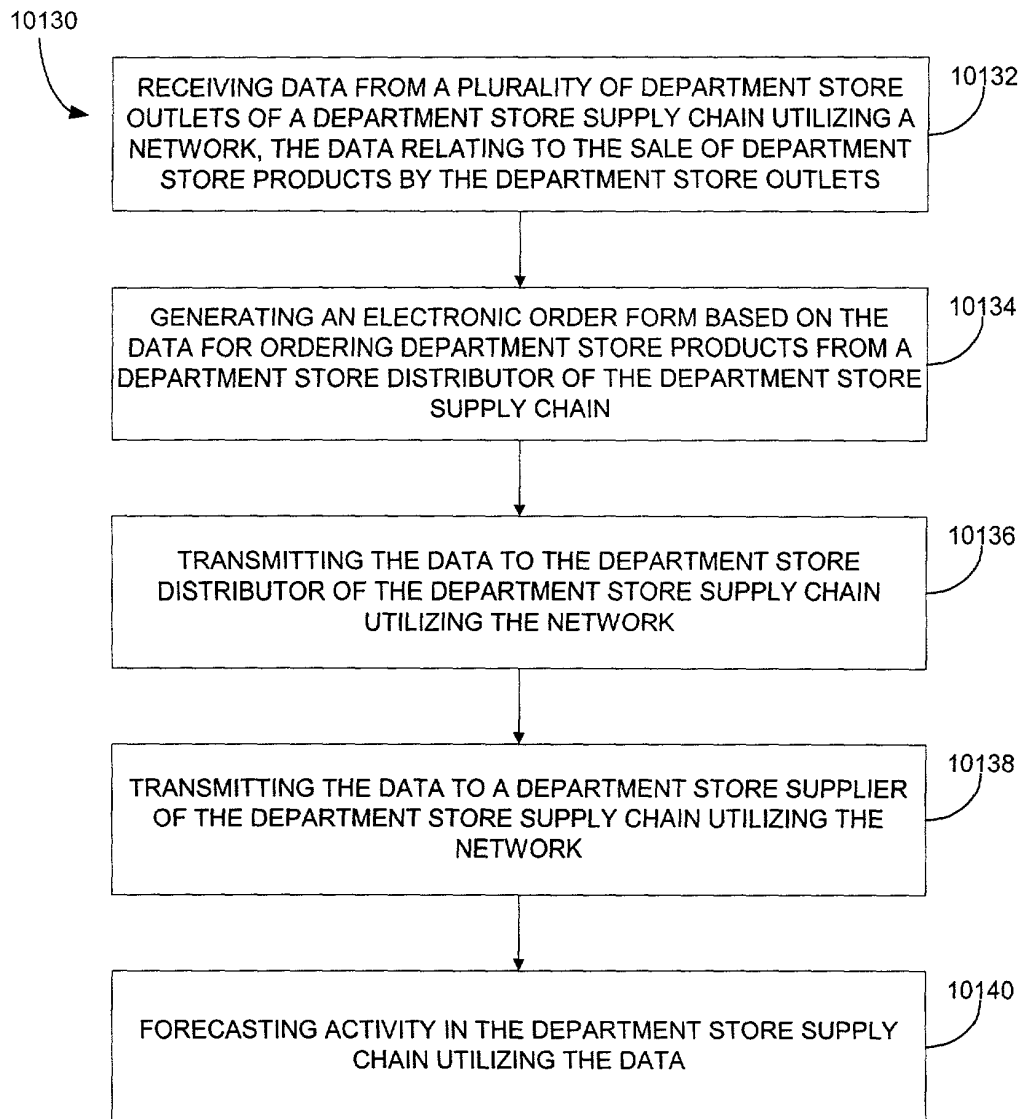 10130
RECEIVING DATA FROM A PLURALITY OF DEPARTMENT STORE
OUTLETS OF A DEPARTMENT STORE SUPPLY CHAIN UTILIZING A
NETWORK, THE DATA RELATING TO THE SALE OF DEPARTMENT
STORE PRODUCTS BY THE DEPARTMENT STORE OUTLETS
10132
GENERATING AN ELECTRONIC ORDER FORM BASED ON THE
DATA FOR ORDERING DEPARTMENT STORE PRODUCTS FROM A
DEPARTMENT STORE DISTRIBUTOR OF THE DEPARTMENT STORE
SUPPLY CHAIN
10134
TRANSMITTING THE DATA TO THE DEPARTMENT STORE
DISTRIBUTOR OF THE DEPARTMENT STORE SUPPLY CHAIN
UTILIZING THE NETWORK
10136
TRANSMITTING THE DATA TO A DEPARTMENT STORE SUPPLIER
OF THE DEPARTMENT STORE SUPPLY CHAIN UTILIZING THE
NETWORK
10138
FORECASTING ACTIVITY IN THE DEPARTMENT STORE SUPPLY
CHAIN UTILIZING THE DATA
10140